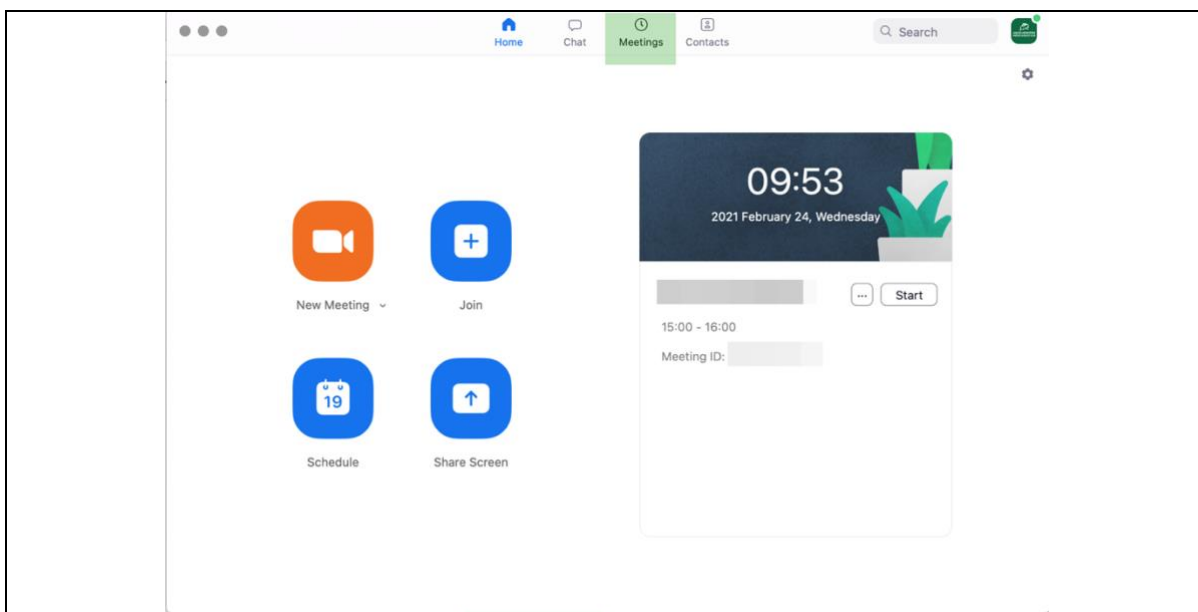 Home
Chat
Meetings
Contacts
Search
09:53
2021 February 24, Wednesday
New Meeting
Join
... Start
15:00 - 16:00
Meeting ID:
19
Schedule
Share Screen